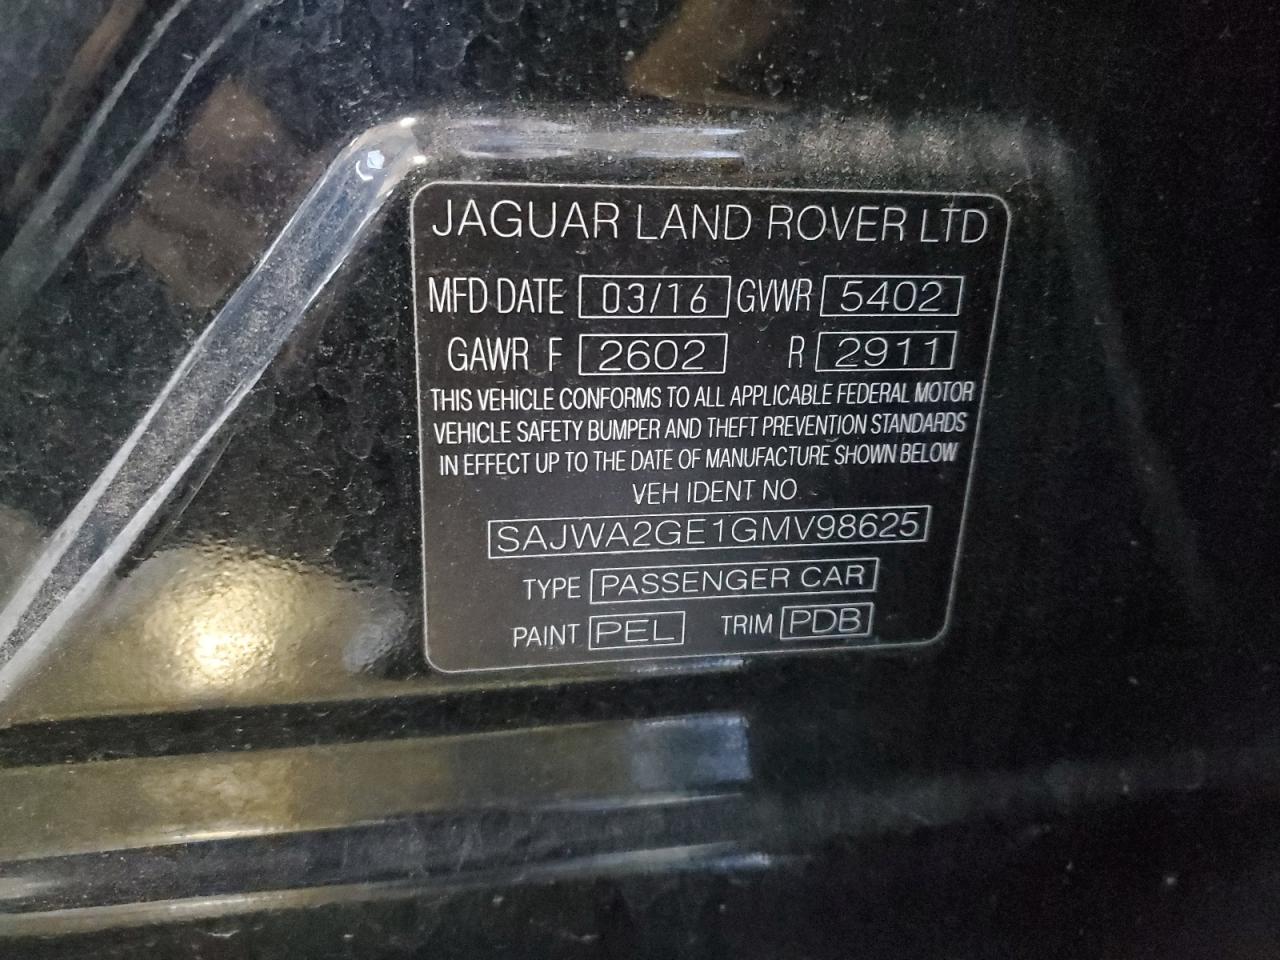 JAGUAR LAND ROVER LTD
MFD DATE 03/16 GVWR 5402
GAWR F 2602 R 2911
THIS VEHICLE CONFORMS TO ALL APPLICABLE FEDERAL MOTOR
VEHICLE SAFETY BUMPER AND THEFT PREVENTION STANDARDS
IN EFFECT UP TO THE DATE OF MANUFACTURE SHOWN BELOW
VEH IDENT NO
SAJWA2GE1GMV98625
TYPE PASSENGER CAR
PAINT PEL TRIM PDB